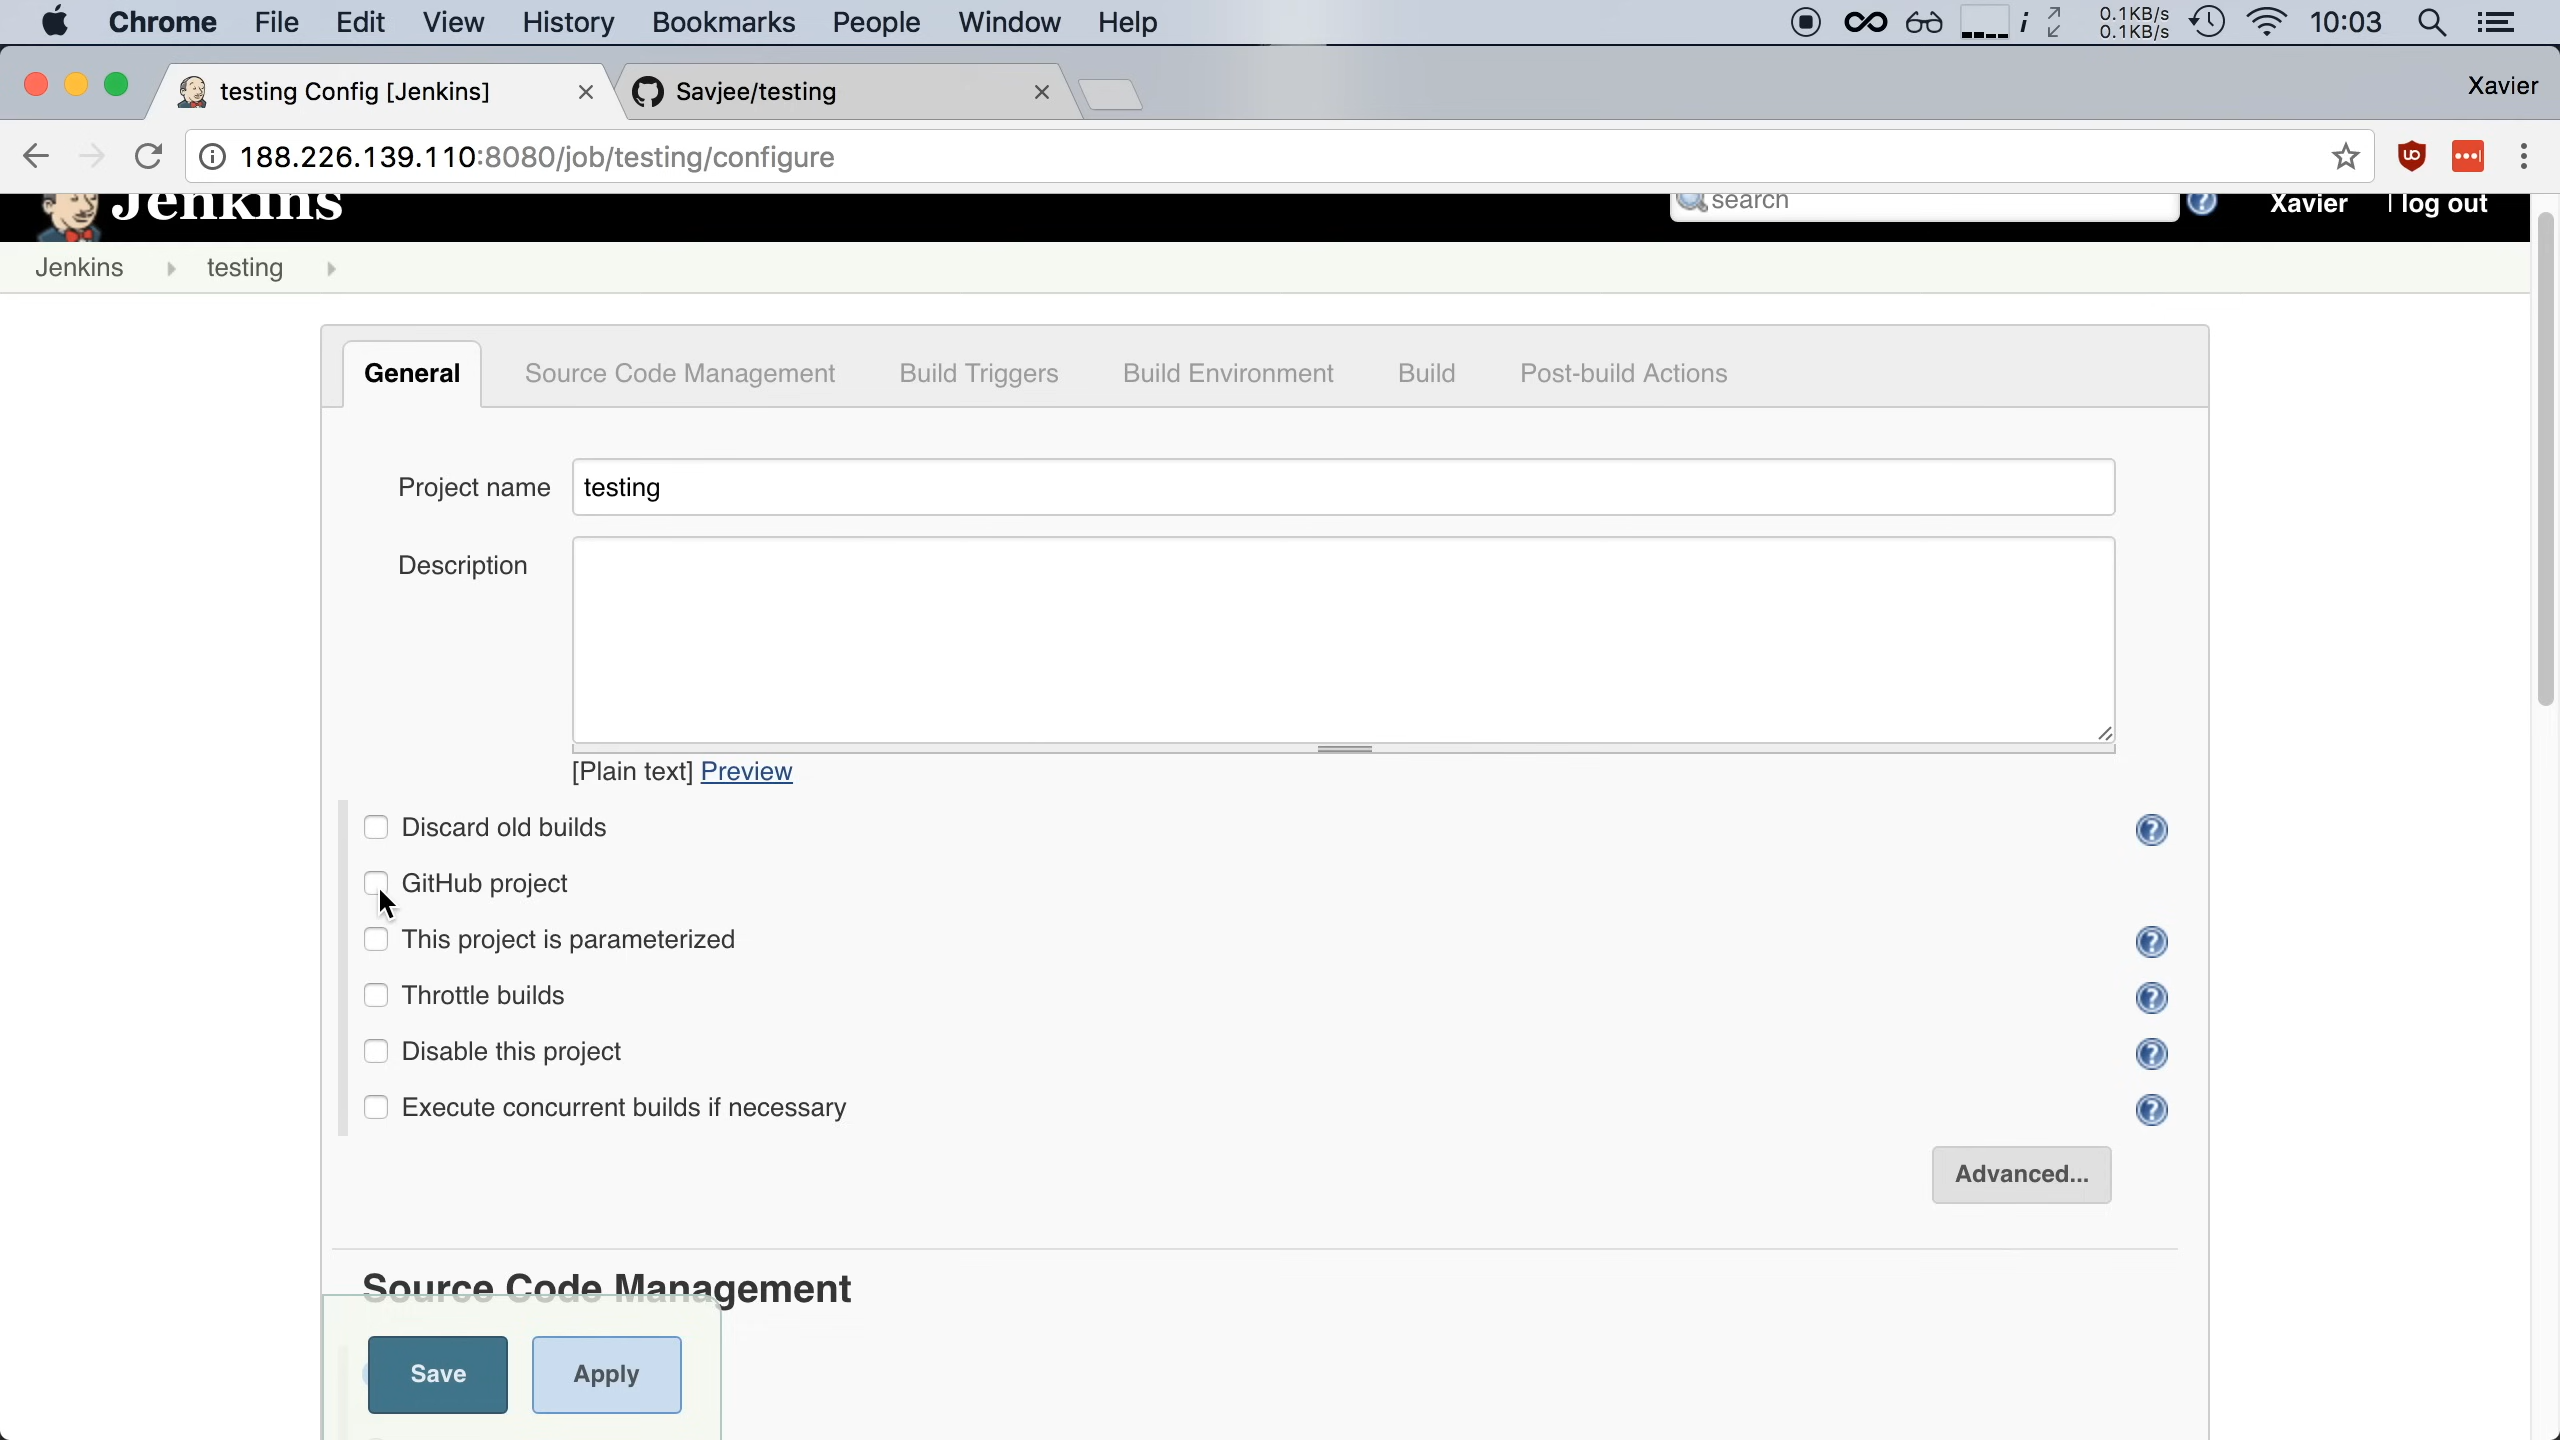 Chrome File Edit View History Bookmarks People Window Help i 0.1KB/s 0.1KB/s 10:03
testing Config [Jenkins] Savjee/testing Xavier
188.226.139.110:8080/job/testing/configure
Jenkins search Xavier | log out
Jenkins testing
General Source Code Management Build Triggers Build Environment Build Post-build Actions
Project name testing
Description
[Plain text] Preview
Discard old builds
GitHub project
This project is parameterized
Throttle builds
Disable this project
Execute concurrent builds if necessary
Advanced...
Source Code Management
Save Apply